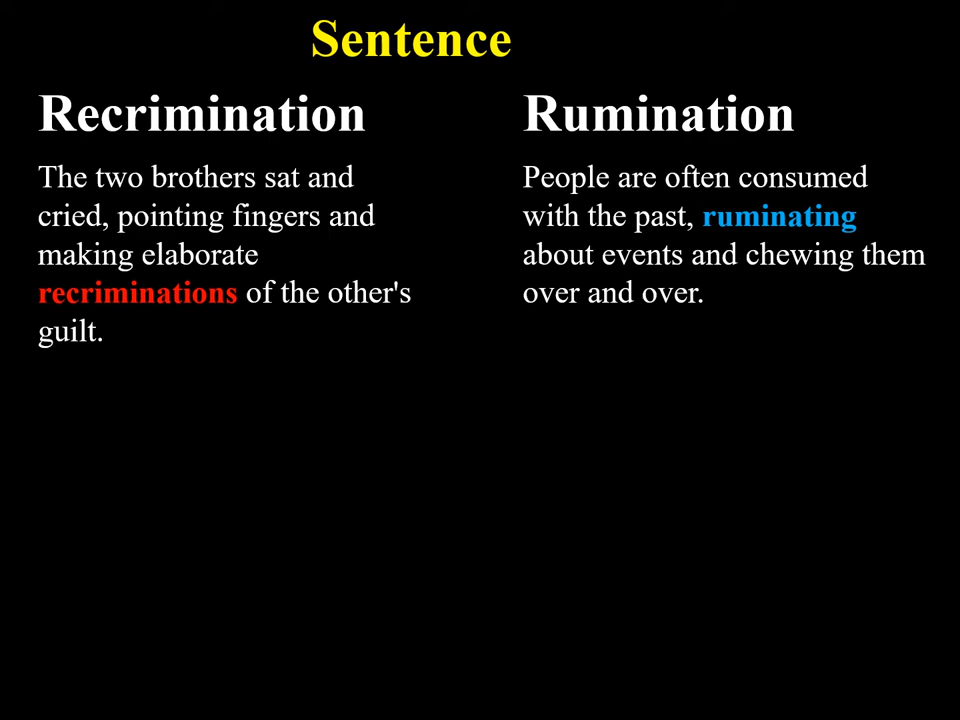 Sentence
Recrimination
The two brothers sat and
cried, pointing fingers and
making elaborate
recriminations of the other's
guilt.
Rumination
People are often consumed
with the past, ruminating
about events and chewing them
over and over.